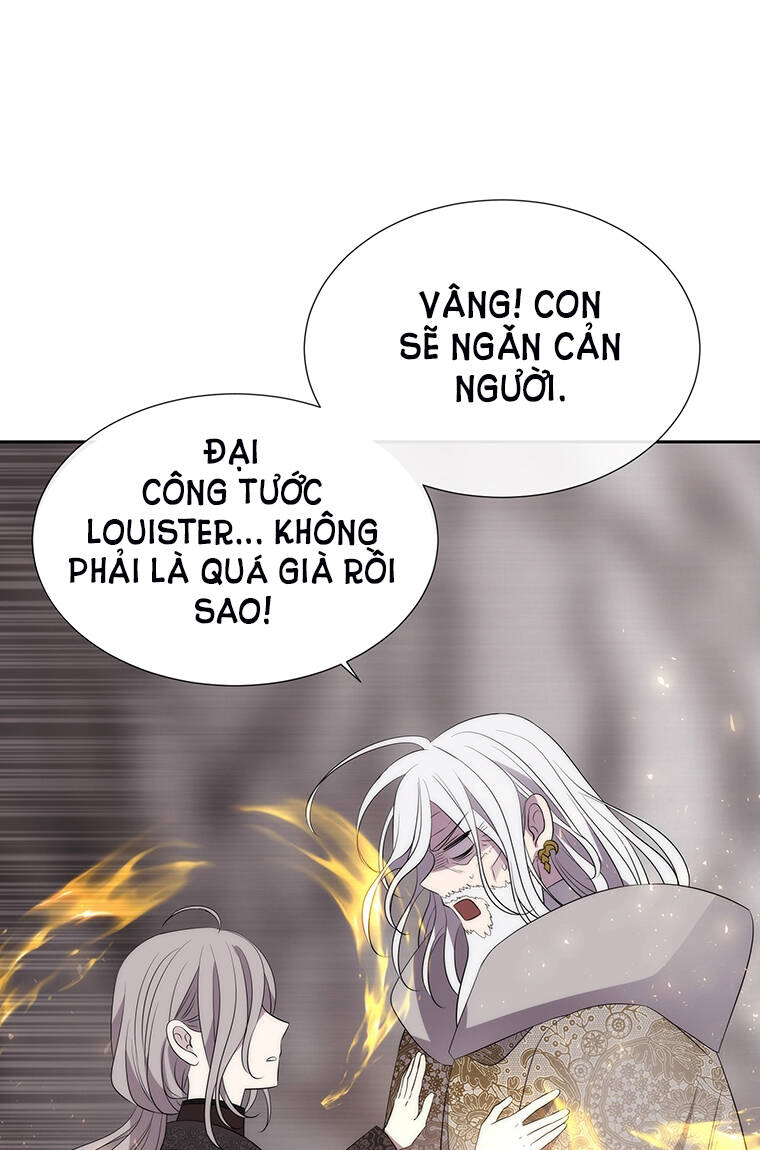 VÂNG! CON
SẼ NGĂN CẢN
NGƯỜI.
ĐẠI
CÔNG TƯỚC
LOUISTER... KHÔNG
PHẢI LÀ QUÁ GIÀ RỒI
SAO!